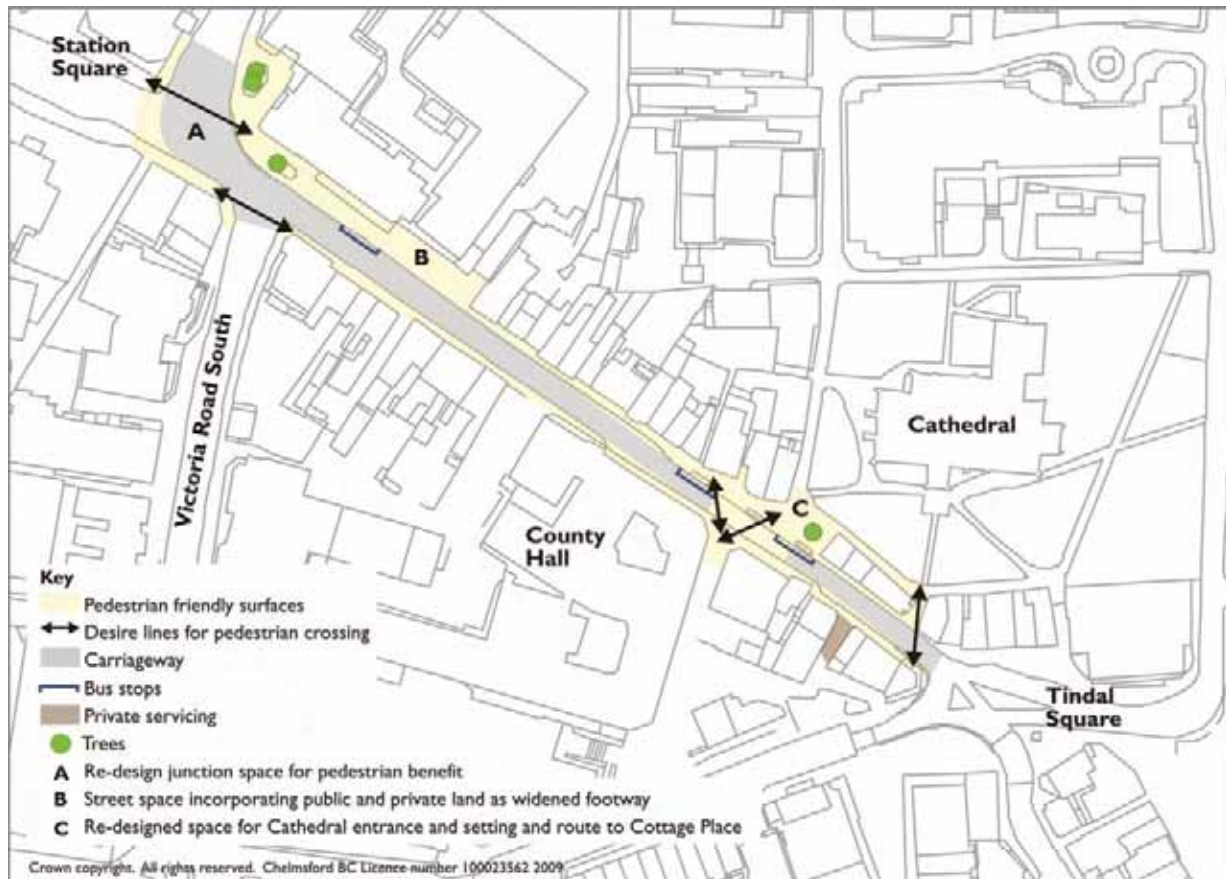 Station
Square
A
B
Victoria Road South
Cathedral
C
County
Hall
Tindal
Square
Key
Pedestrian friendly surfaces
Desire lines for pedestrian crossing
Carriageway
Bus stops
Private servicing
Trees
A Re-design junction space for pedestrian benefit
B Street space incorporating public and private land as widened footway
C Re-designed space for Cathedral entrance and setting and route to Cottage Place
Crown copyright. All rights reserved. Chelmsford BC Licence number 100023562 2009